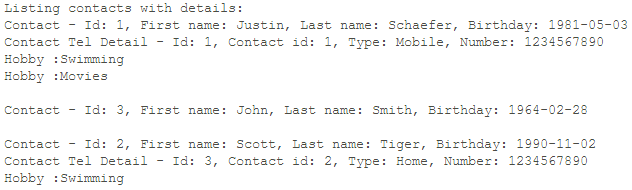 Listing contacts with details:
Contact - Id: 1, First name: Justin, Last name: Schaefer, Birthday: 1981-05-03
Contact Tel Detail - Id: 1, Contact id: 1, Type: Mobile, Number: 1234567890
Hobby :Swimming
Hobby :Movies
Contact - Id: 3, First name: John, Last name: Smith, Birthday: 1964-02-28
Contact - Id: 2, First name: Scott, Last name: Tiger, Birthday: 1990-11-02
Contact Tel Detail - Id: 3, Contact id: 2, Type: Home, Number: 1234567890
Hobby :Swimming